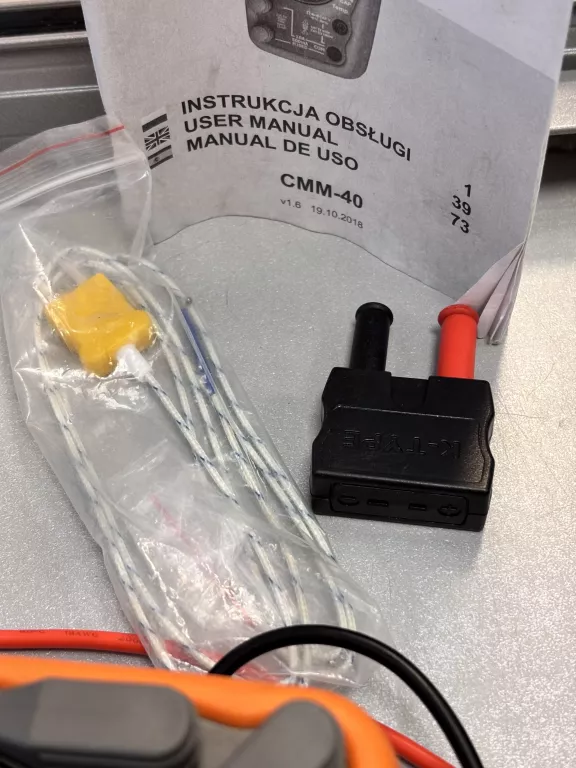 INSTRUKCJA OBSŁUGI 1
USER MANUAL 39
MANUAL DE USO 73
CMM-40
v1.6 19.10.2018
K-TYPE